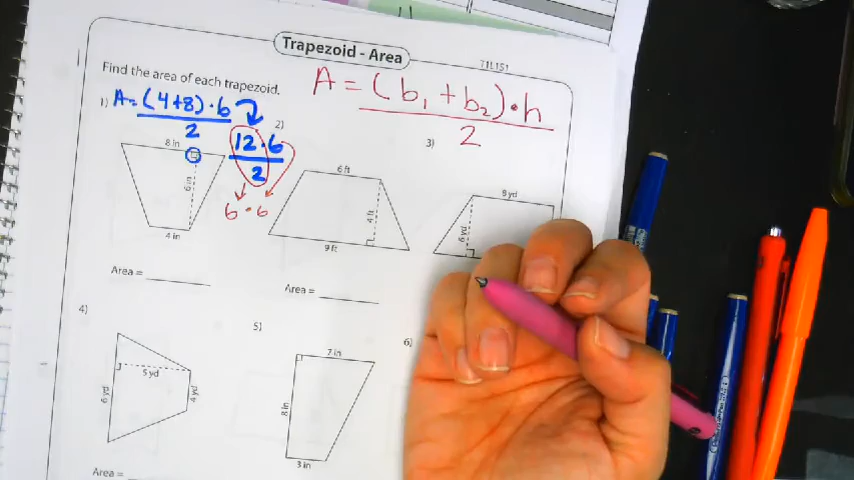 Trapezoid - Area
T1L1S1
Find the area of each trapezoid.
A = (b₁ + b₂) · h
2
1) A = (4+8) · 6
2
12 · 6
2
6 · 6
8 in
6 in
4 in
Area =
2)
6 ft
4 ft
9 ft
Area =
3)
8 yd
6 yd
4)
6 yd
5 yd
4 yd
Area =
5)
7 in
8 in
3 in
6)